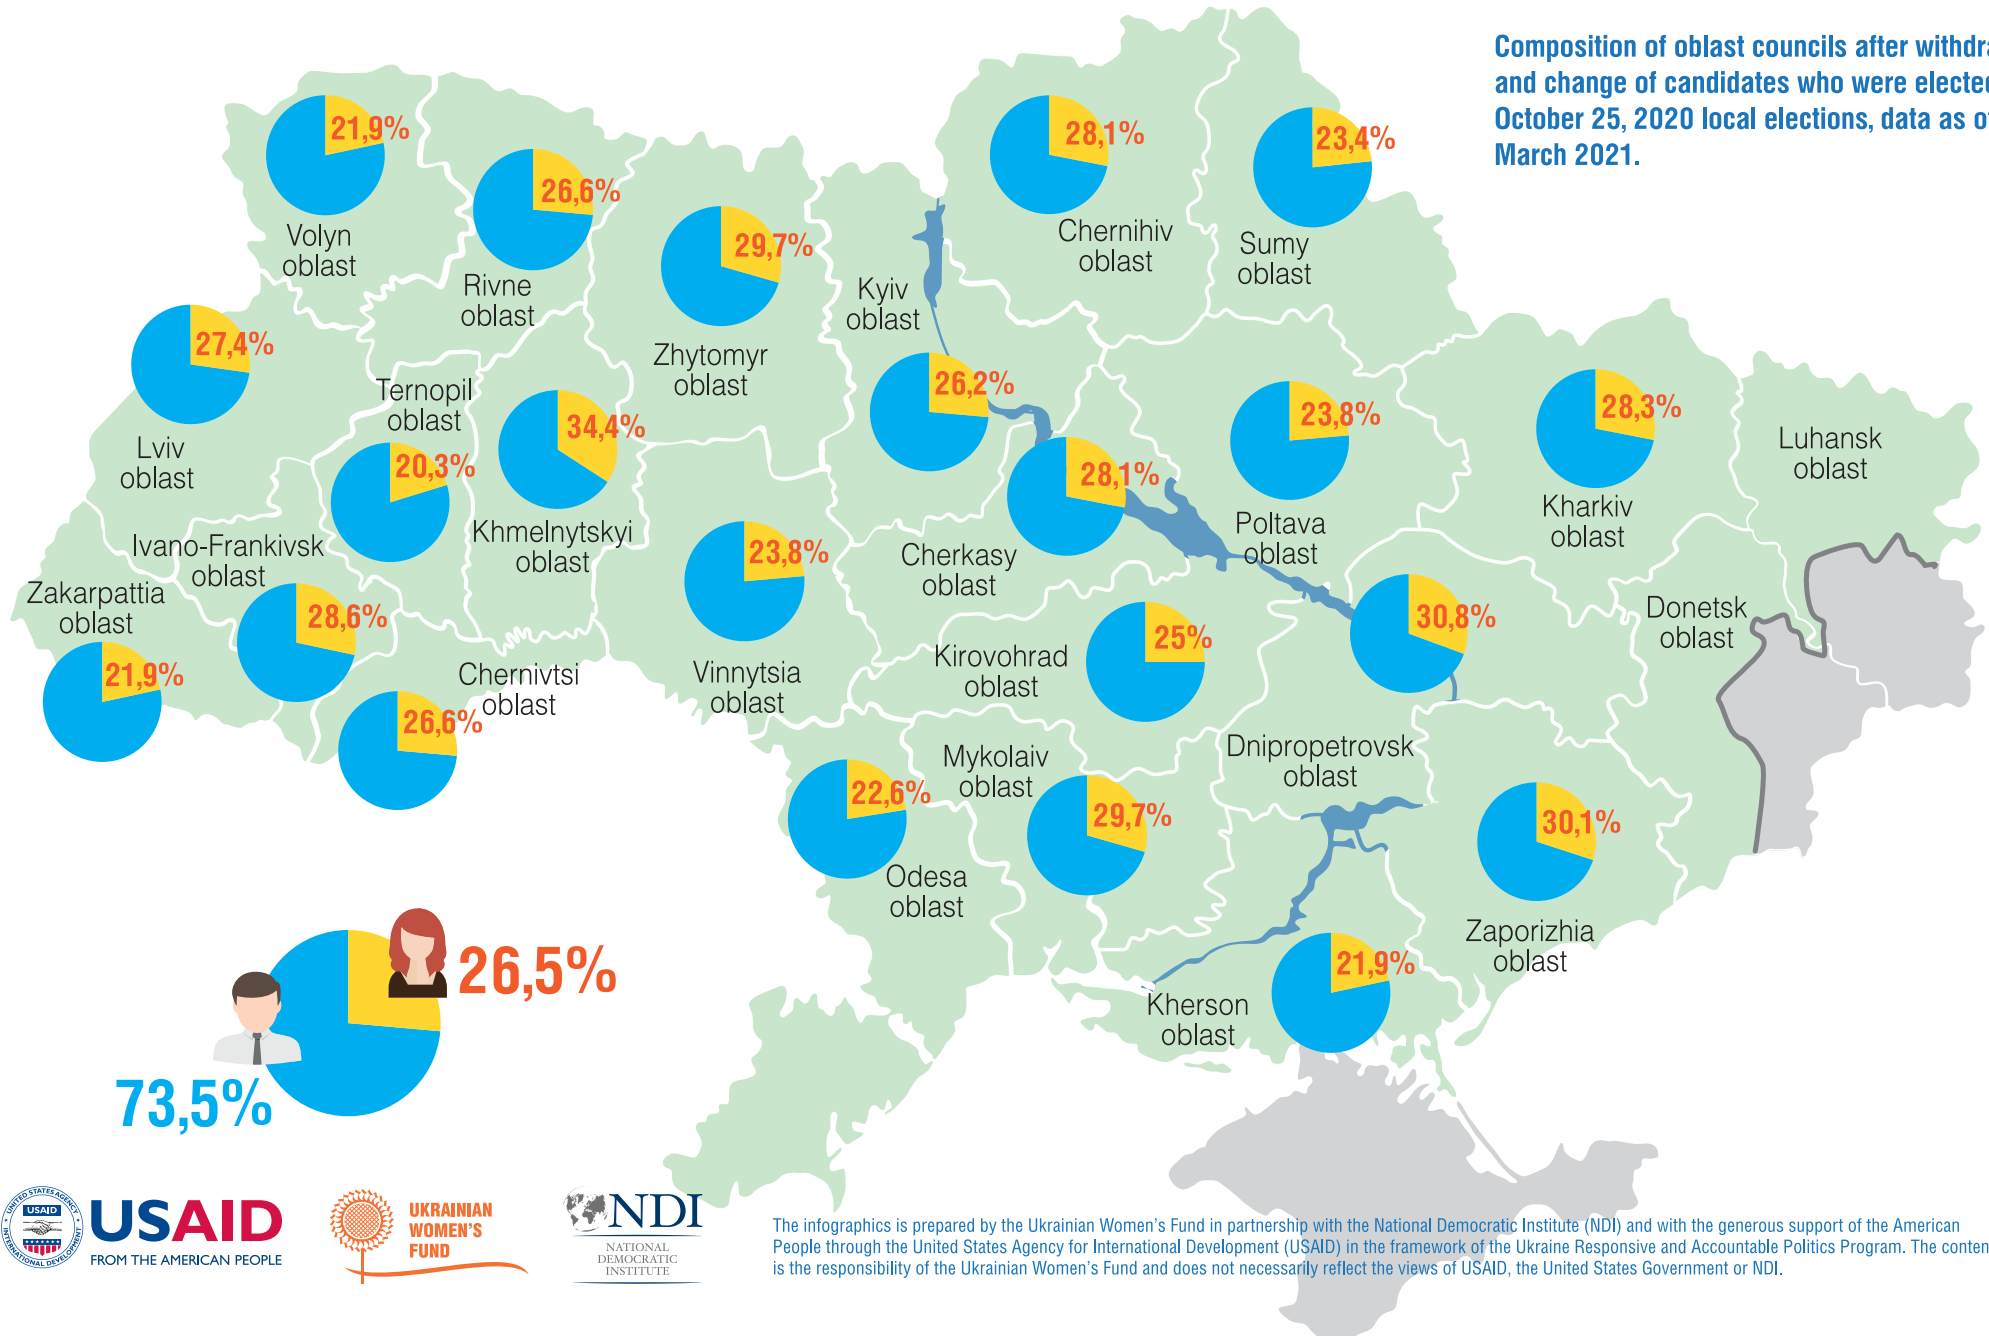 Composition of oblast councils after
and change of candidates who were elected
October 25, 2020 local elections, data as
March 2021.
21,9%
Volyn
oblast
26,6%
Rivne
oblast
29,7%
Zhytomyr
oblast
Kyiv
oblast
26,2%
28,1%
Chernihiv
oblast
23,4%
Sumy
oblast
27,4%
Lviv
oblast
Ternopil
oblast
20,3%
34,4%
Khmelnytskyi
oblast
23,8%
Vinnytsia
oblast
28,1%
Cherkasy
oblast
23,8%
Poltava
oblast
28,3%
Kharkiv
oblast
Luhansk
oblast
Ivano-Frankivsk
oblast
28,6%
Zakarpattia
oblast
21,9%
Chernivtsi
oblast
26,6%
25%
Kirovohrad
oblast
30,8%
Dnipropetrovsk
oblast
Donetsk
oblast
22,6%
Odesa
oblast
Mykolaiv
oblast
29,7%
30,1%
Zaporizhia
oblast
21,9%
Kherson
oblast
26,5%
73,5%
UNITED STATES AGENCY
USAID
INTERNATIONAL DEVELOPMENT
USAID
FROM THE AMERICAN PEOPLE
UKRAINIAN
WOMEN'S
FUND
NDI
NATIONAL
DEMOCRATIC
INSTITUTE
The infographics is prepared by the Ukrainian Women's Fund in partnership with the National Democratic Institute (NDI) and with the generous support of the American
People through the United States Agency for International Development (USAID) in the framework of the Ukraine Responsive and Accountable Politics Program. The conten
is the responsibility of the Ukrainian Women's Fund and does not necessarily reflect the views of USAID, the United States Government or NDI.